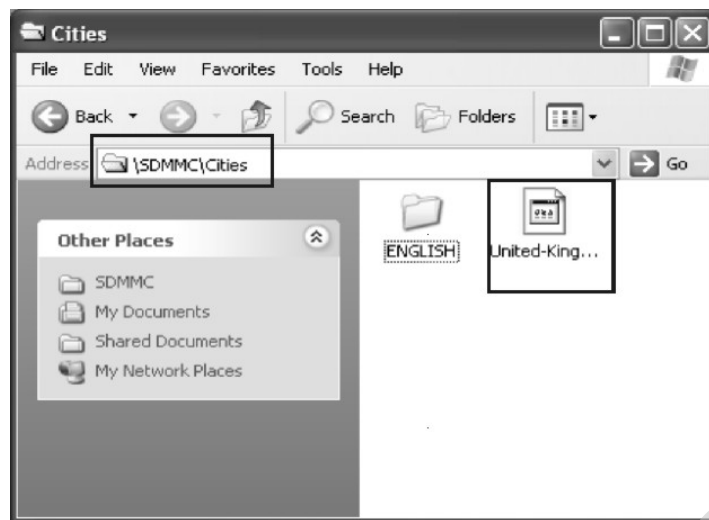 Cities
File Edit View Favorites Tools Help
Back Search Folders
Address \SDMMC\Cities Go
Other Places
SDMMC
My Documents
Shared Documents
My Network Places
ENGLISH
United-King...